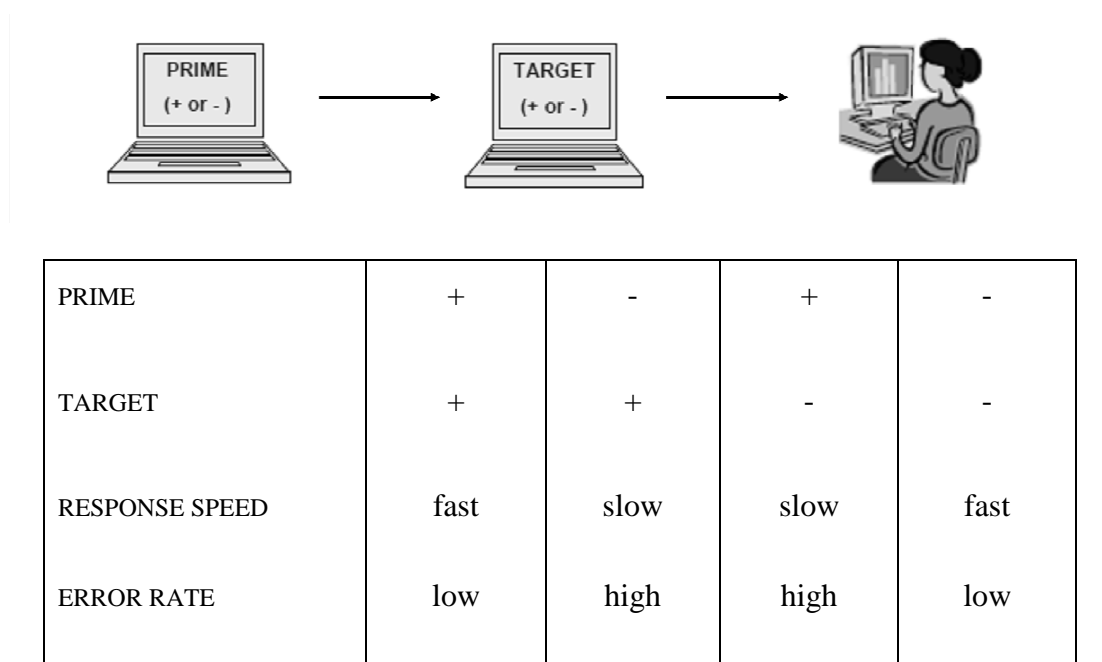 PRIME
(+ or - )
TARGET
(+ or - )
PRIME + - + -
TARGET + + - -
RESPONSE SPEED fast slow slow fast
ERROR RATE low high high low